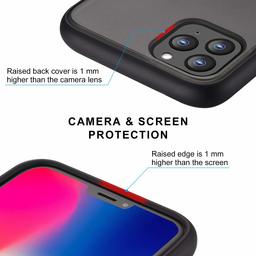 Raised back cover is 1 mm
higher than the camera lens
CAMERA & SCREEN
PROTECTION
Raised edge is 1 mm
higher than the screen